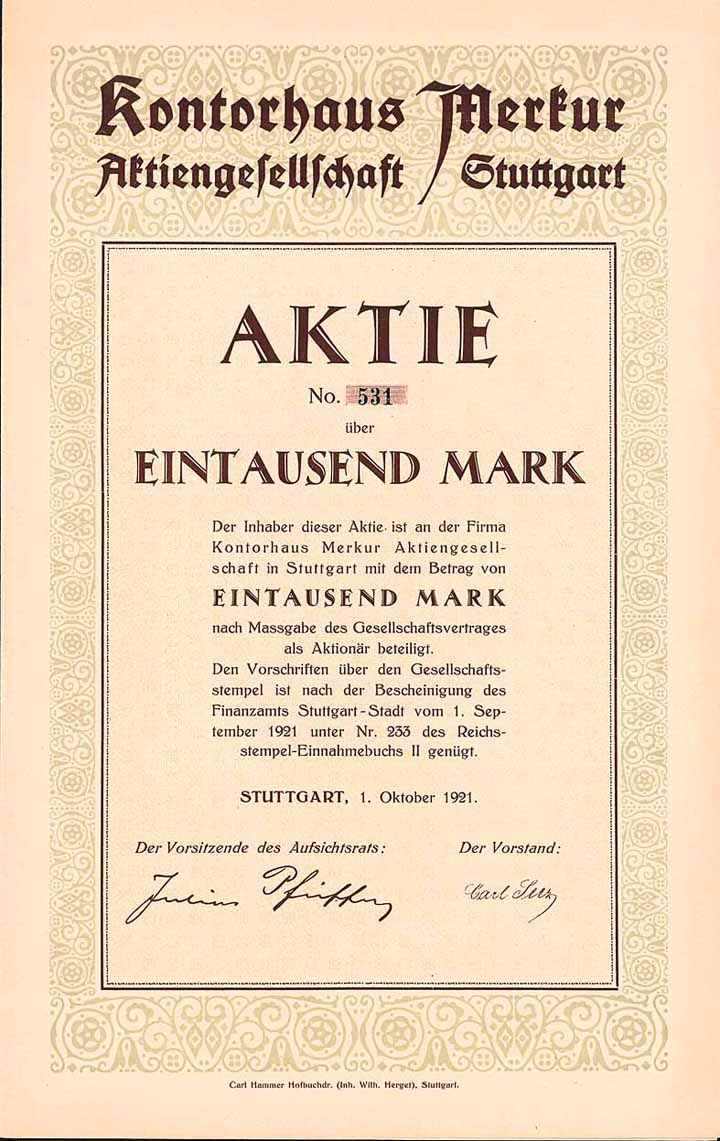 Kontorhaus Merkur
Aktiengesellschaft Stuttgart
AKTIE
No. 531
über
EINTAUSEND MARK
Der Inhaber dieser Aktie ist an der Firma
Kontorhaus Merkur Aktiengesell-
schaft in Stuttgart mit dem Betrag von
EINTAUSEND MARK
nach Massgabe des Gesellschaftsvertrages
als Aktionär beteiligt.
Den Vorschriften über den Gesellschafts-
stempel ist nach der Bescheinigung des
Finanzamts Stuttgart-Stadt vom 1. Sep-
tember 1921 unter Nr. 233 des Reichs-
stempel-Einnahmebuchs II genügt.
STUTTGART, 1. Oktober 1921.
Der Vorsitzende des Aufsichtsrats: Der Vorstand:
Julius Carl
Carl Hammer Hofbuchdr. (Inh. Wilh. Herget), Stuttgart.